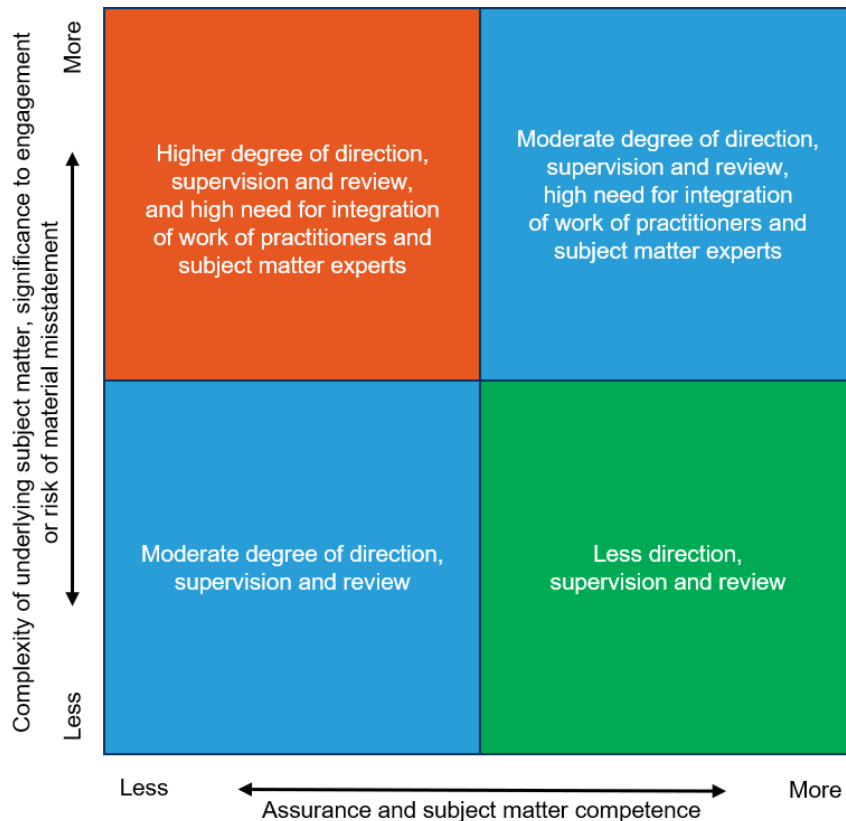 More
Complexity of underlying subject matter, significance to engagement
or risk of material misstatement
Less
Higher degree of direction,
supervision and review,
and high need for integration
of work of practitioners and
subject matter experts
Moderate degree of direction,
supervision and review,
high need for integration
of work of practitioners and
subject matter experts
Moderate degree of direction,
supervision and review
Less direction,
supervision and review
Less
More
Assurance and subject matter competence